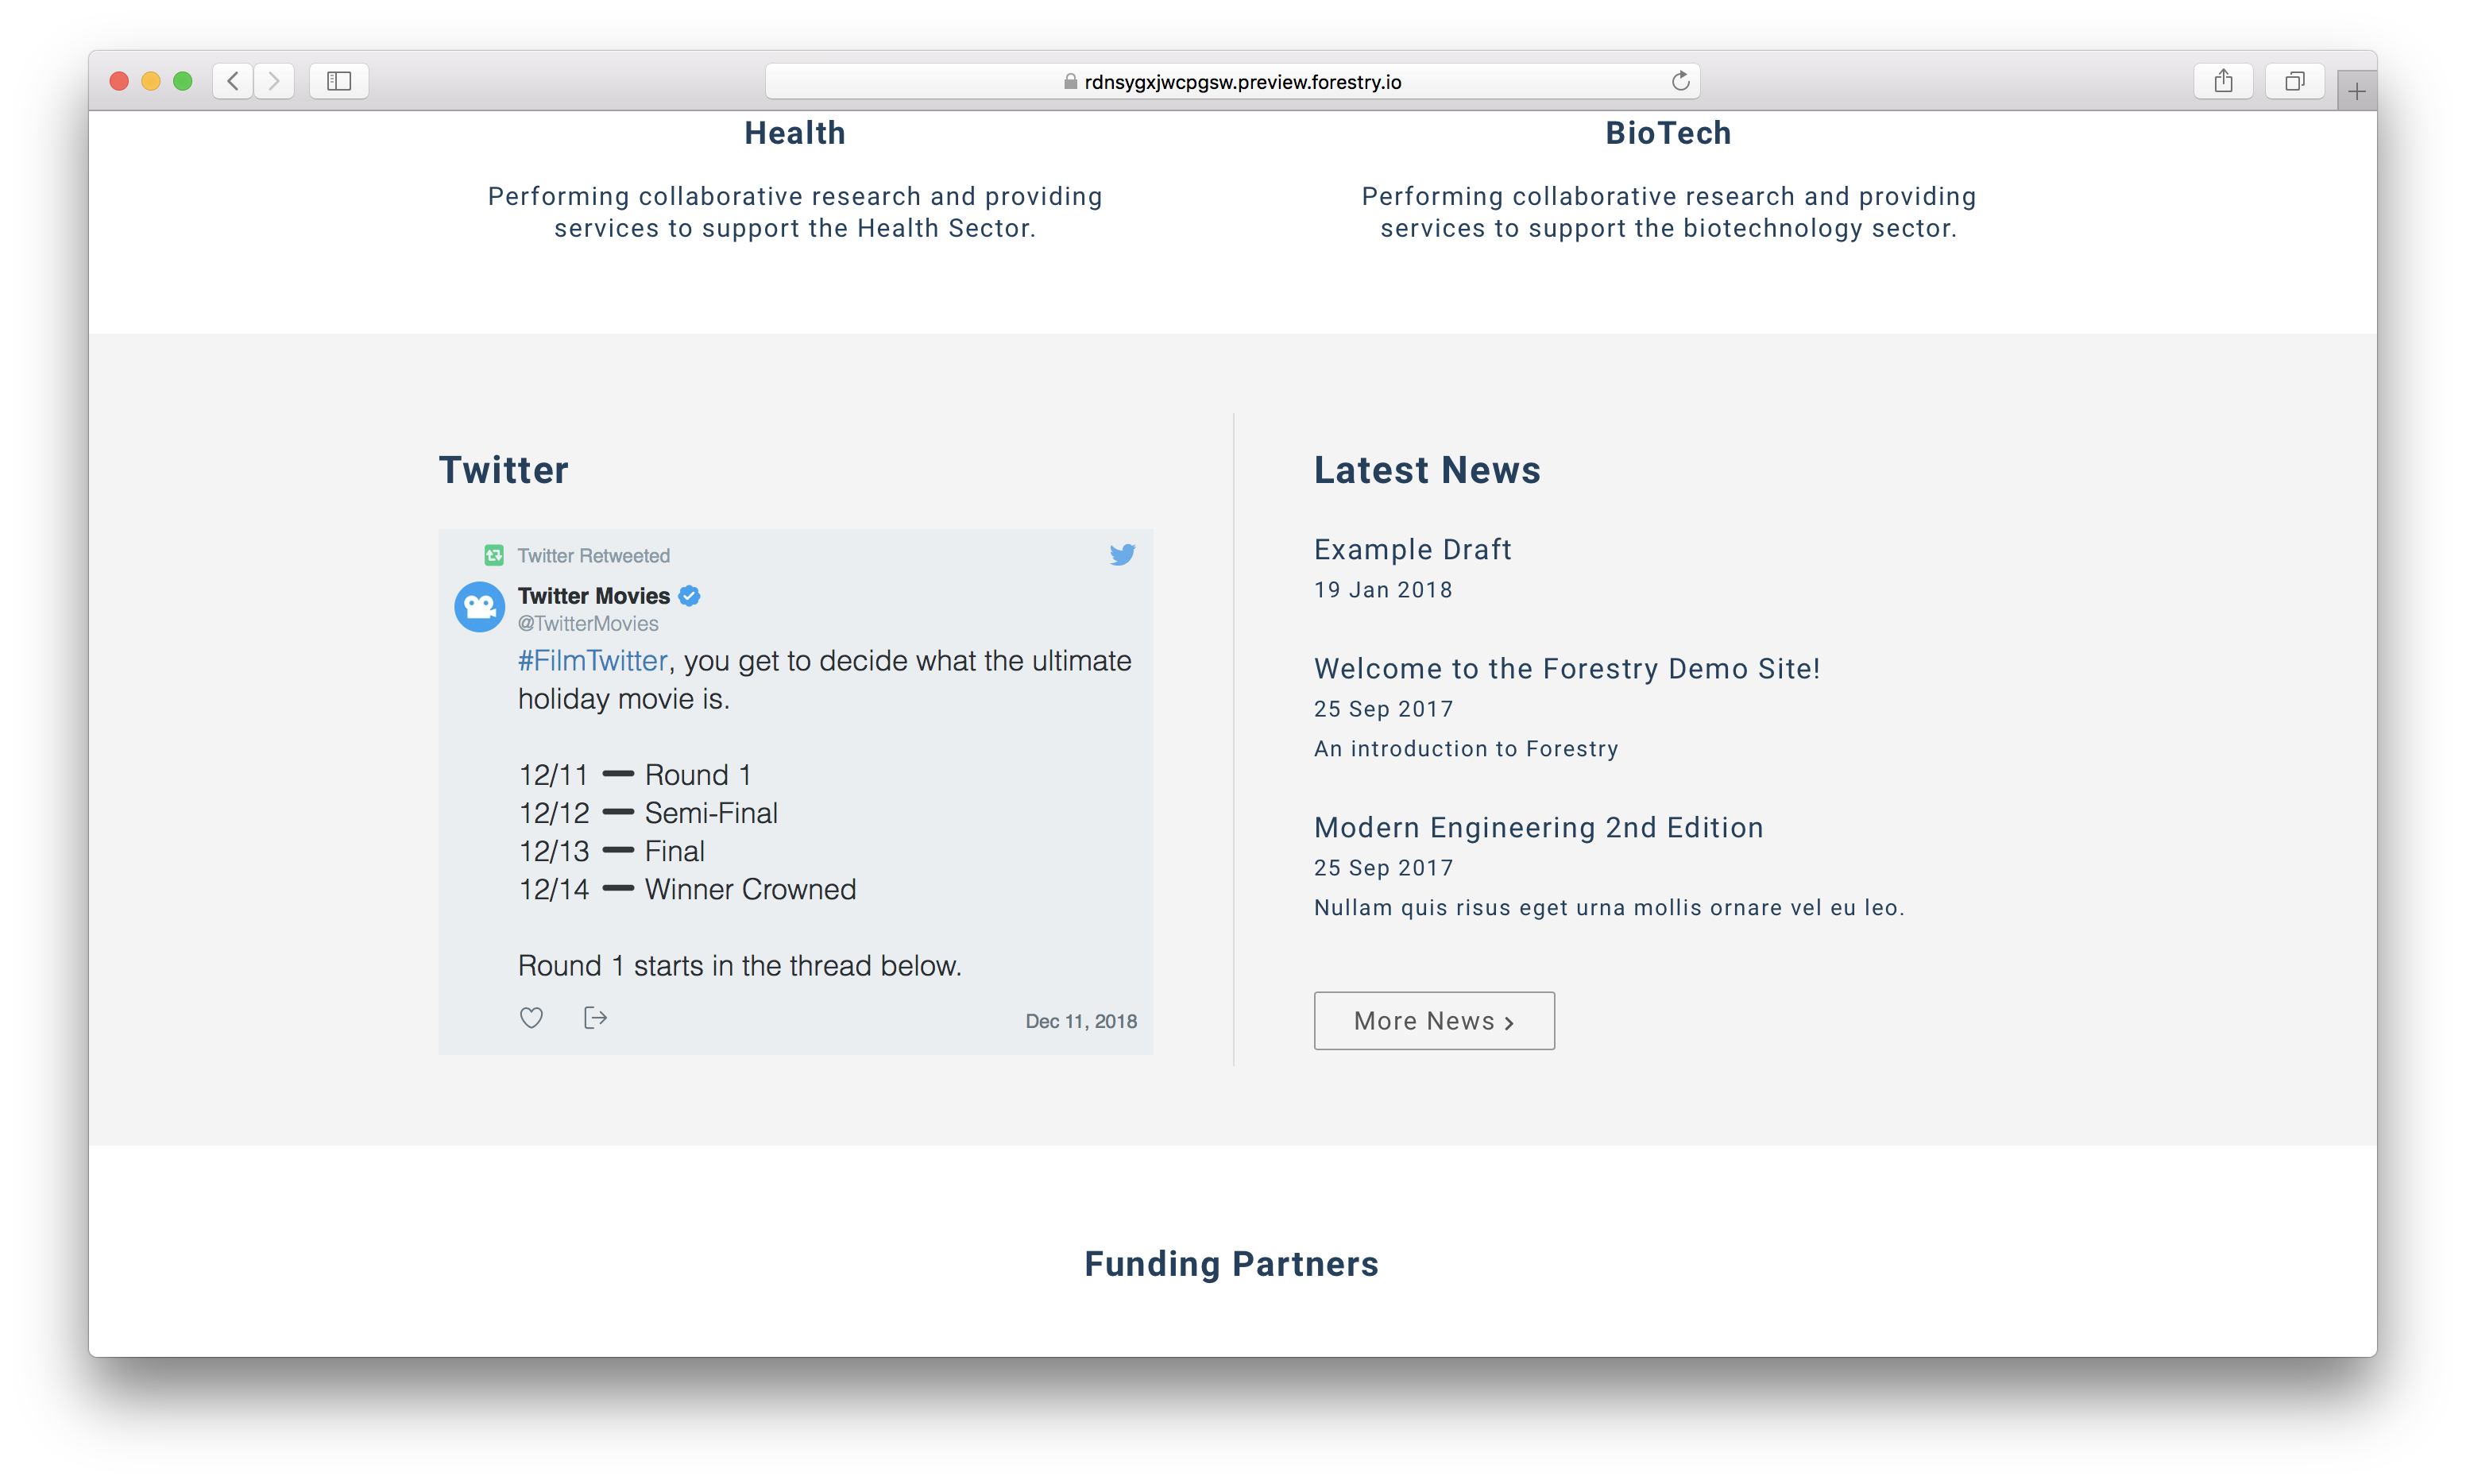 rdnsygxjwcpgsw.preview.forestry.io
Health
Performing collaborative research and providing
services to support the Health Sector.
BioTech
Performing collaborative research and providing
services to support the biotechnology sector.
Twitter
Twitter Retweeted
Twitter Movies
@TwitterMovies
#FilmTwitter, you get to decide what the ultimate
holiday movie is.
12/11 — Round 1
12/12 — Semi-Final
12/13 — Final
12/14 — Winner Crowned
Round 1 starts in the thread below.
Dec 11, 2018
Latest News
Example Draft
19 Jan 2018
Welcome to the Forestry Demo Site!
25 Sep 2017
An introduction to Forestry
Modern Engineering 2nd Edition
25 Sep 2017
Nullam quis risus eget urna mollis ornare vel eu leo.
More News ›
Funding Partners